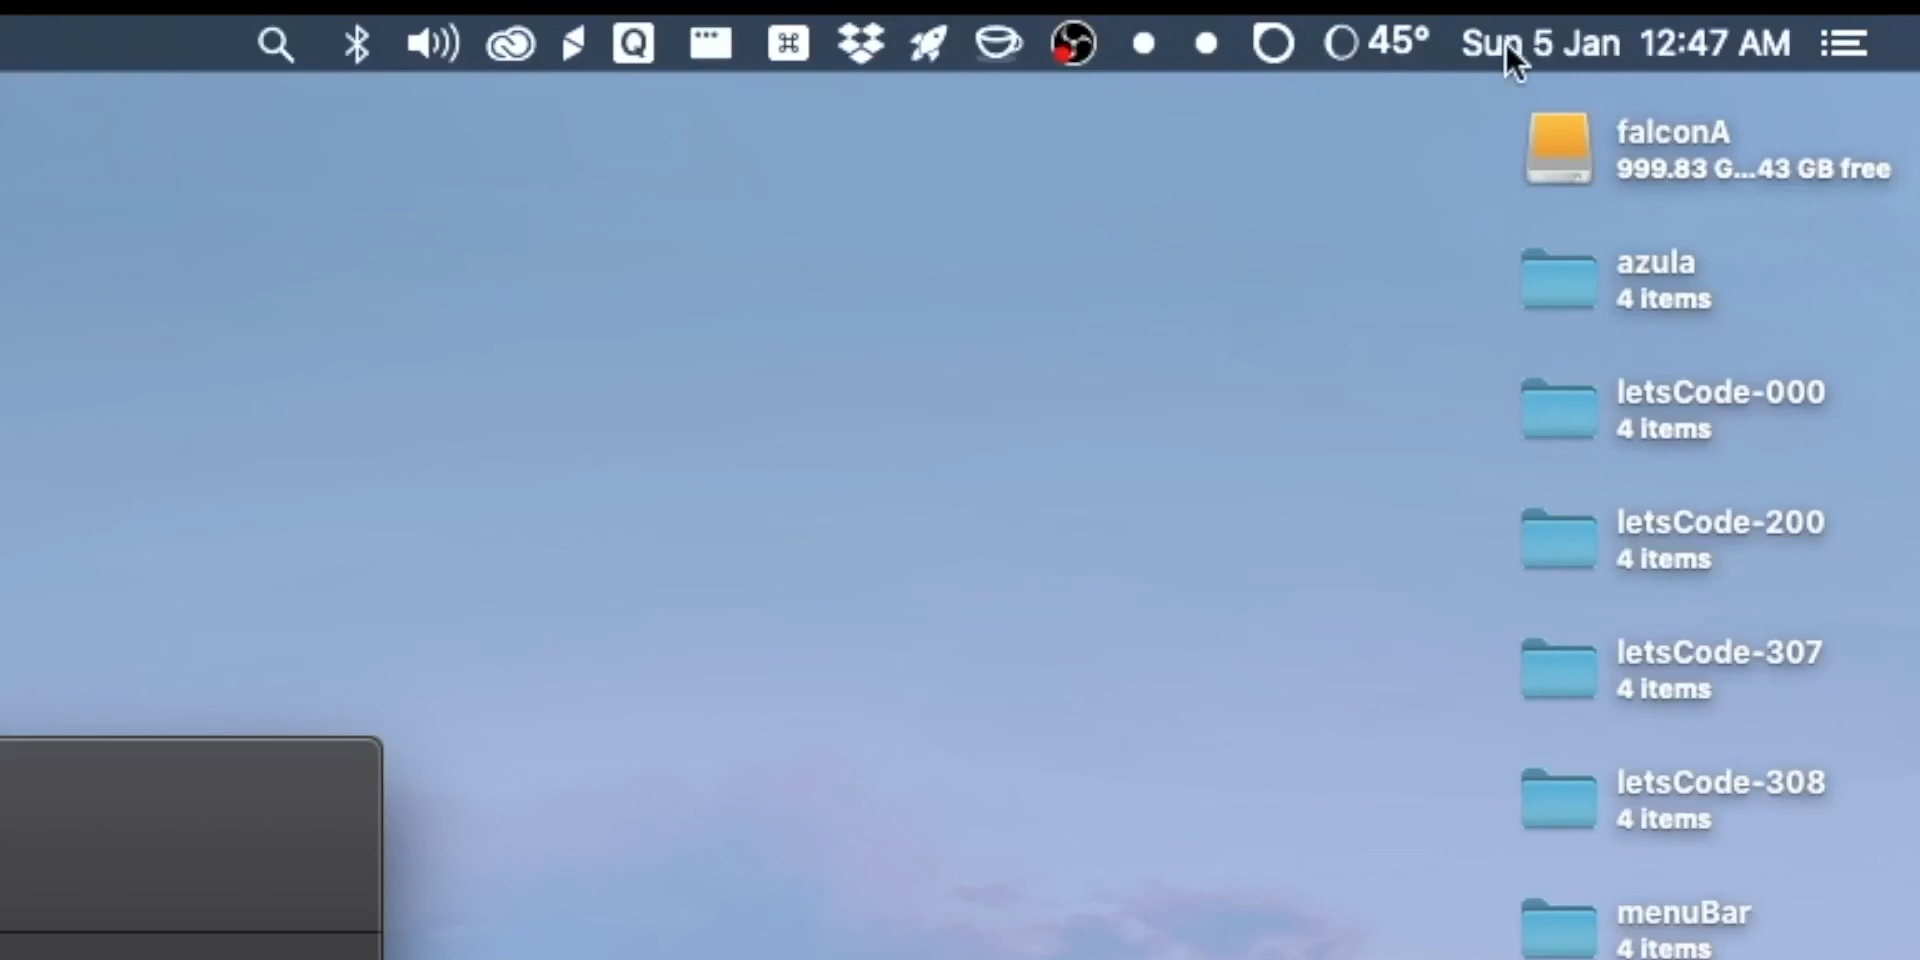 Q ⌘ 45° Sun 5 Jan 12:47 AM
falconA
999.83 G...43 GB free
azula
4 items
letsCode-000
4 items
letsCode-200
4 items
letsCode-307
4 items
letsCode-308
4 items
menuBar
4 items